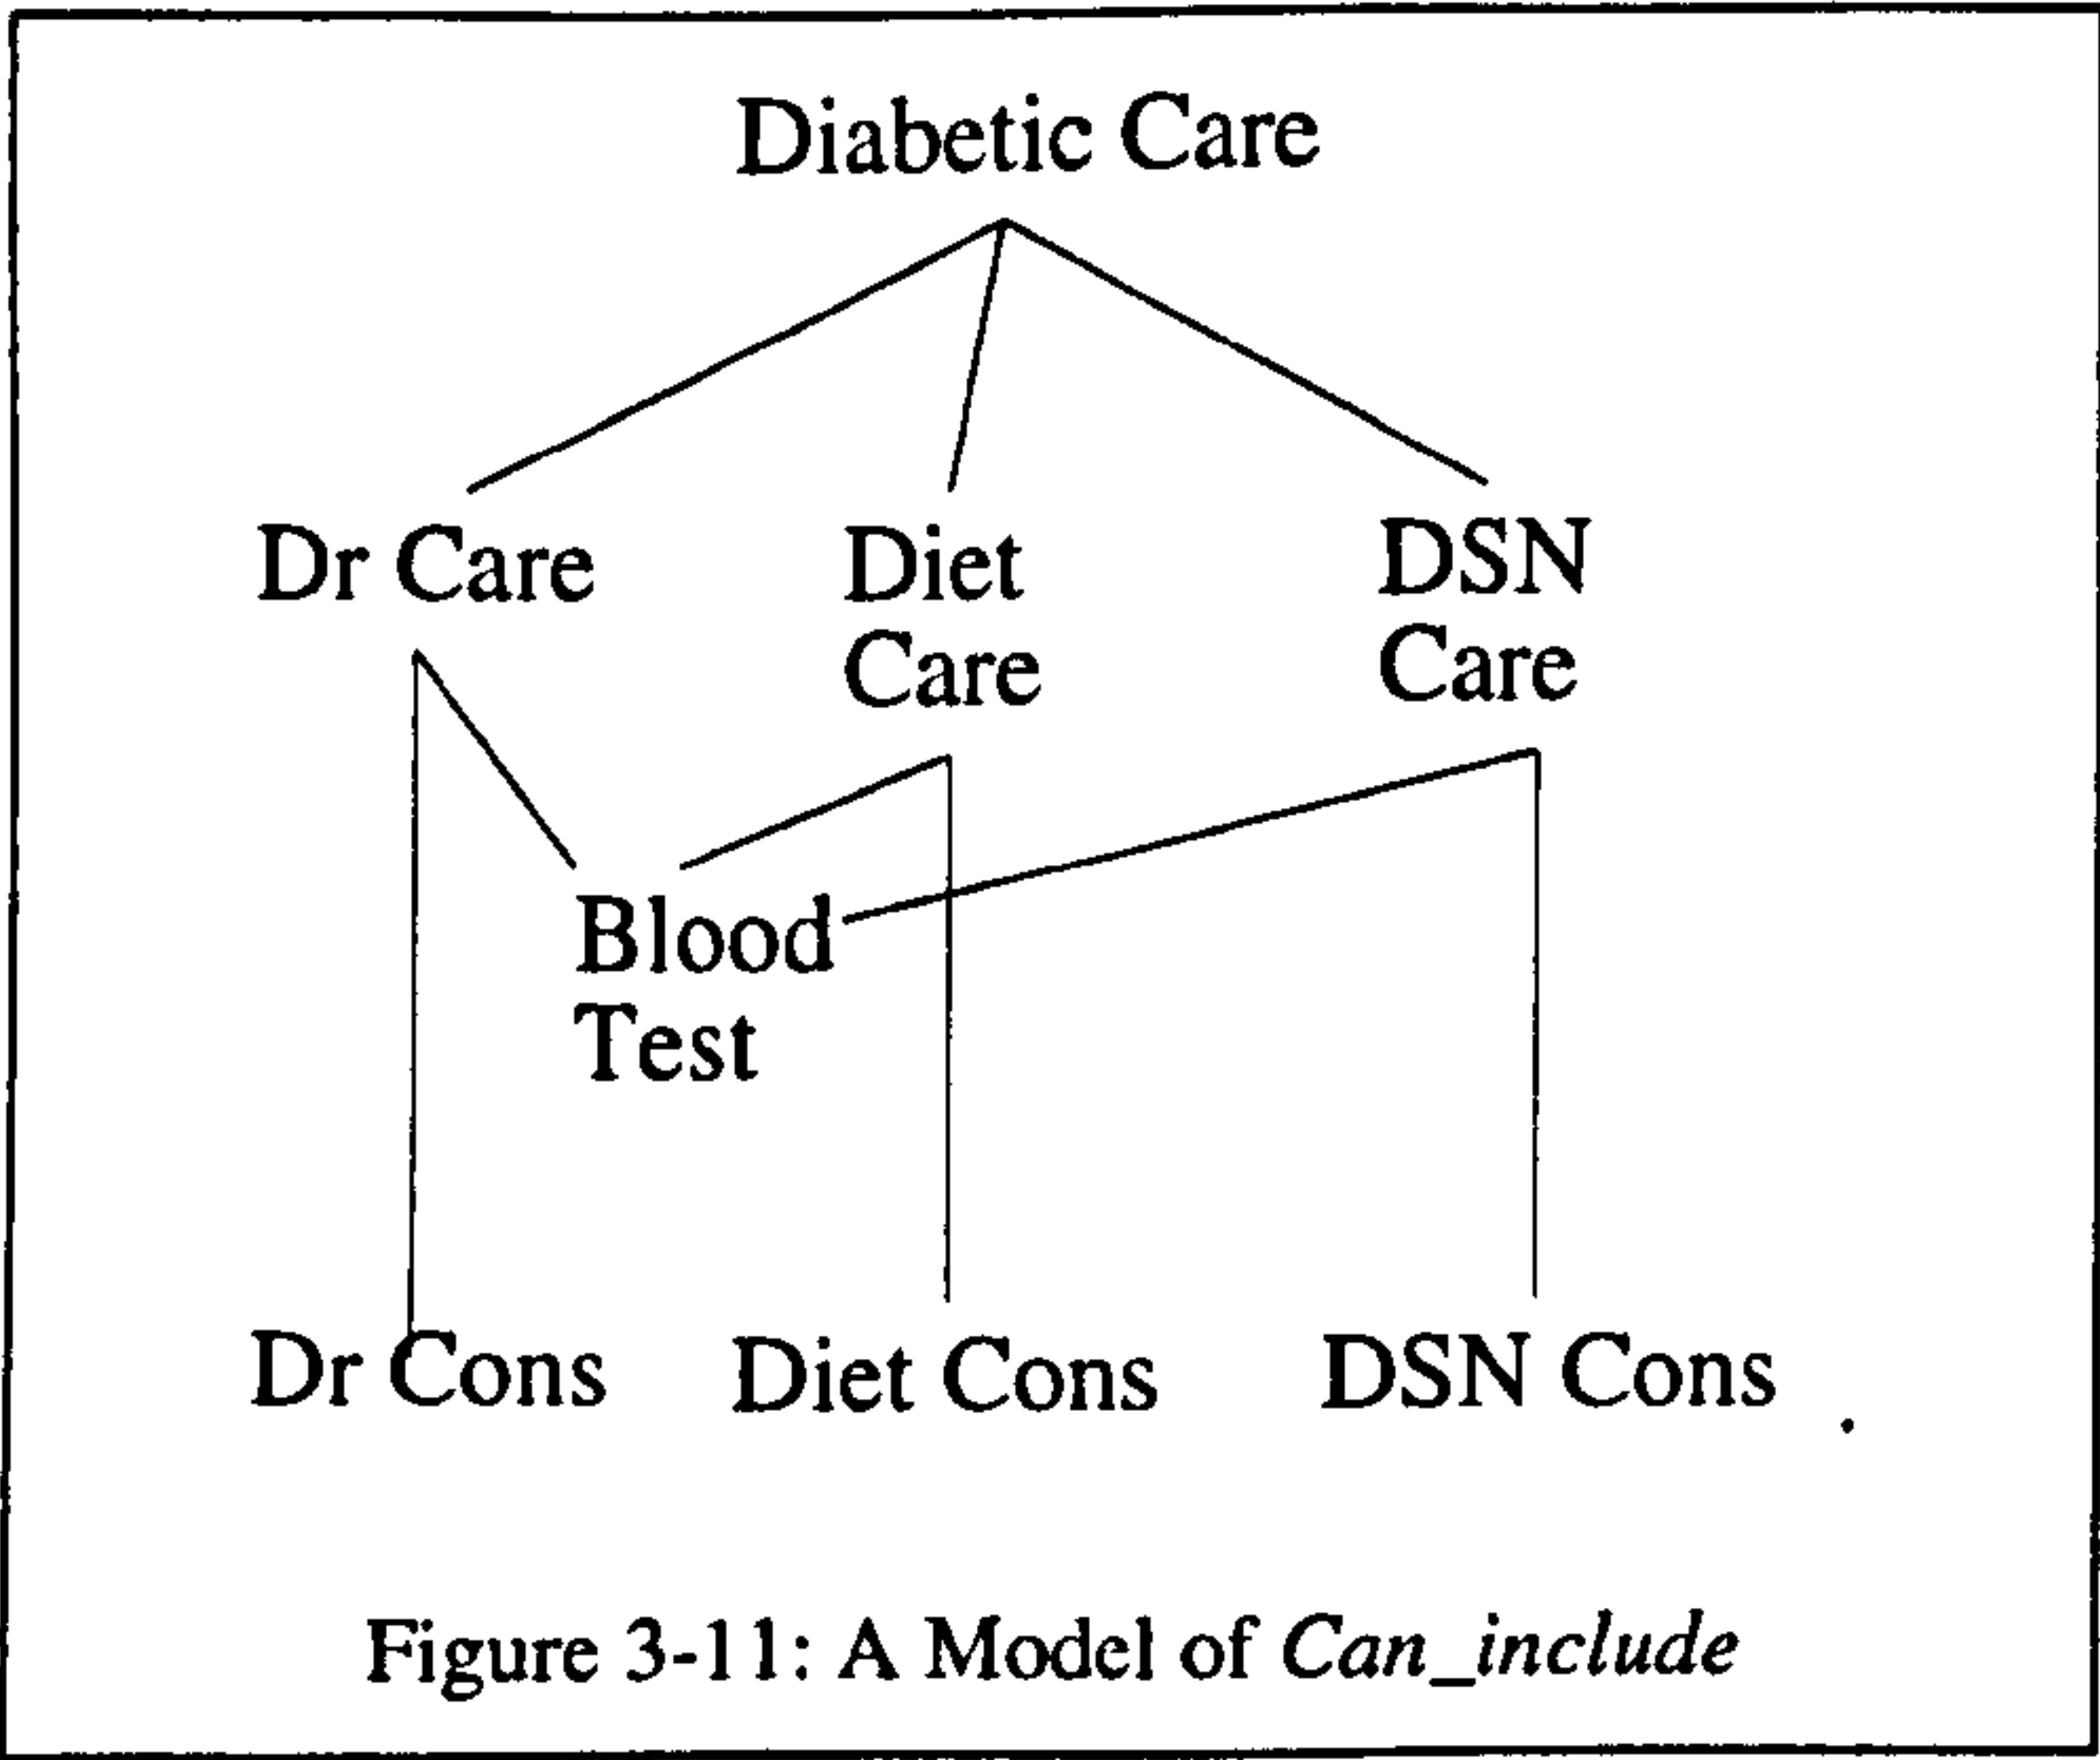 Diabetic Care
Dr Care
Diet
Care
DSN
Care
Blood
Test
Dr Cons
Diet Cons
DSN Cons
Figure 3-11: A Model of Can_include